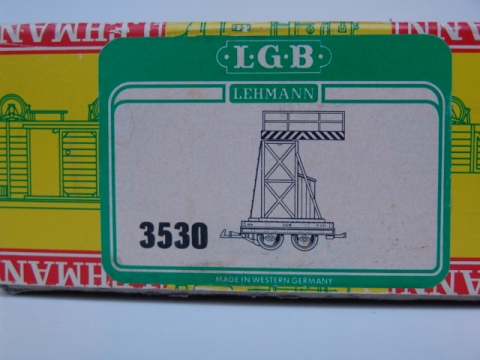 LEHMANN
L·G·B
LEHMANN
3530
MADE IN WESTERN GERMANY
LEHMANN